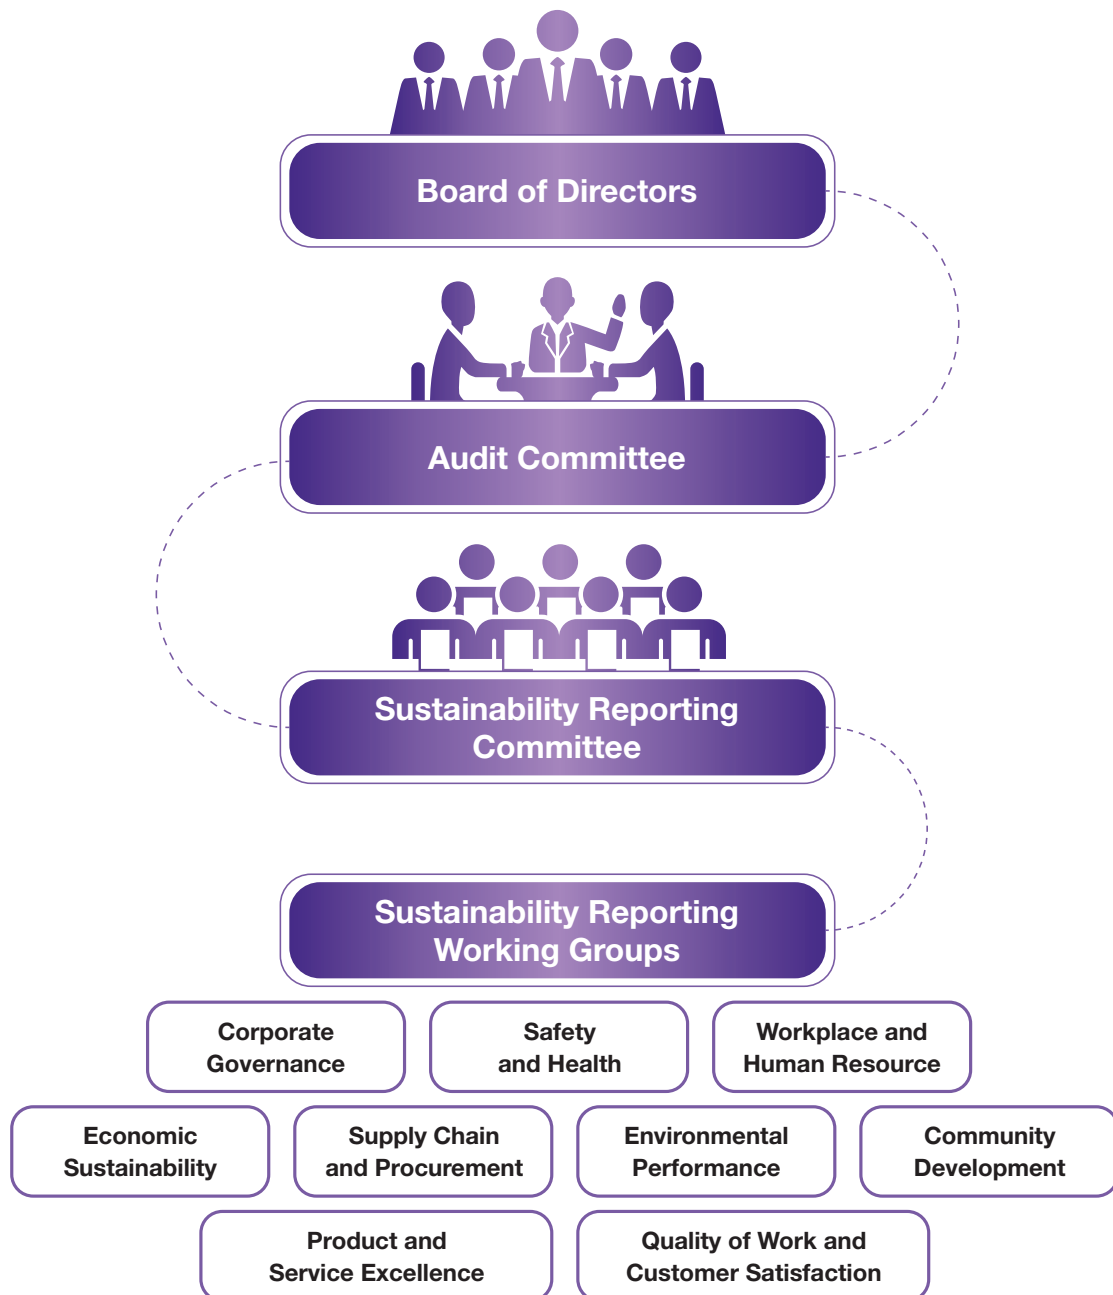 Board of Directors
Audit Committee
Sustainability Reporting
Committee
Sustainability Reporting
Working Groups
Corporate
Governance
Safety
and Health
Workplace and
Human Resource
Economic
Sustainability
Supply Chain
and Procurement
Environmental
Performance
Community
Development
Product and
Service Excellence
Quality of Work and
Customer Satisfaction